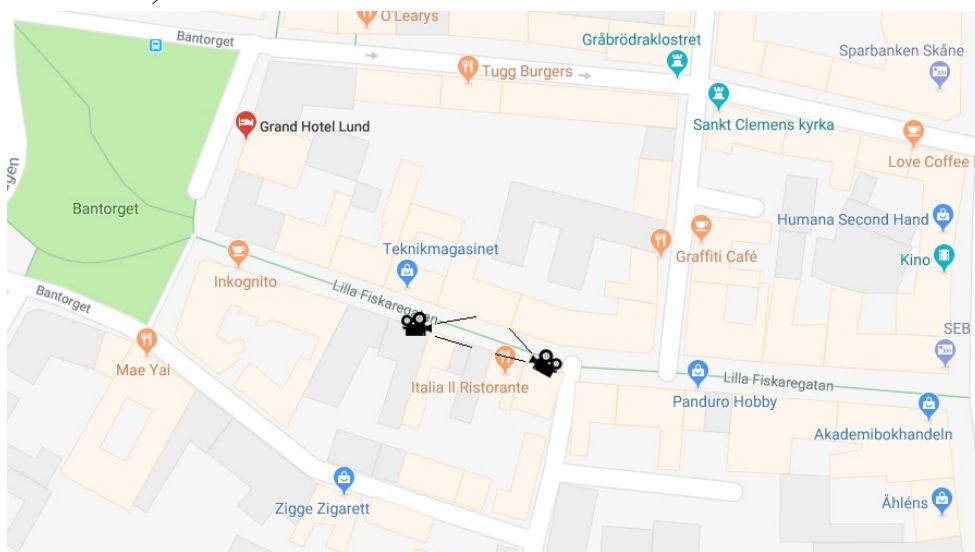 O'Learys
Bantorget
Gråbrödraklostret
Sparbanken Skåne
Tugg Burgers
Grand Hotel Lund
Sankt Clemens kyrka
Love Coffee
Bantorget
Humana Second Hand
Teknikmagasinet
Graffiti Café
Kino
Inkognito
Lilla Fiskaregatan
Bantorget
SEB
Mae Yai
Italia Il Ristorante
Lilla Fiskaregatan
Panduro Hobby
Akademibokhandeln
Zigge Zigarett
Åhléns